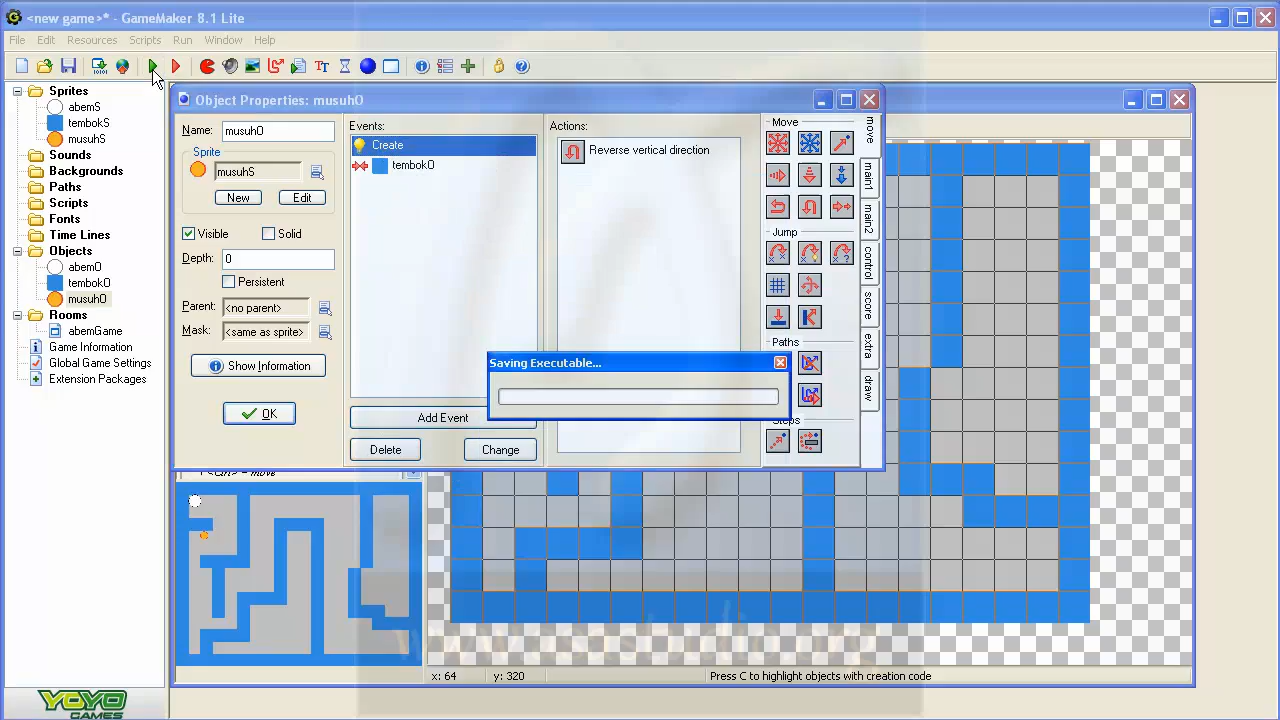 <new game>* - GameMaker 8.1 Lite
File Edit Resources Scripts Run Window Help
Sprites
abemS
tembokS
musuhS
Sounds
Backgrounds
Paths
Scripts
Fonts
Time Lines
Objects
abemO
tembokO
musuhO
Rooms
abemGame
Game Information
Global Game Settings
Extension Packages
YOYO
GAMES
Object Properties: musuhO
Name: musuhO
Sprite
musuhS
New Edit
Visible Solid
Depth: 0
Persistent
Parent: <no parent>
Mask: <same as sprite>
Show Information
OK
Events:
Create
tembokO
Add Event
Delete Change
Actions:
Reverse vertical direction
Move
Jump
Paths
Steps
move
main1
main2
control
score
extra
draw
Saving Executable...
+ <Ctrl> = move
x: 64 y: 320 Press C to highlight objects with creation code
www.asastudio.org